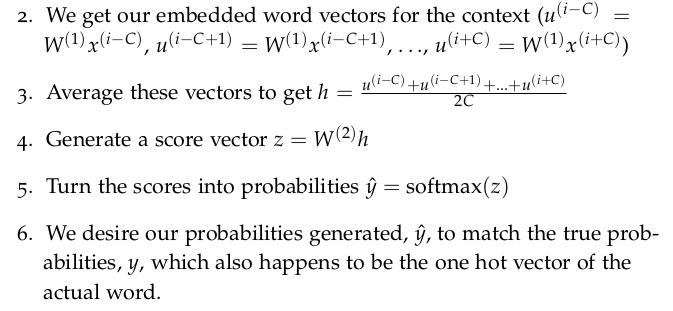 2. We get our embedded word vectors for the context (u^(i−C) =
W^(1)x^(i−C), u^(i−C+1) = W^(1)x^(i−C+1), . . ., u^(i+C) = W^(1)x^(i+C))
3. Average these vectors to get h = (u^(i−C)+u^(i−C+1)+...+u^(i+C))/2C
4. Generate a score vector z = W^(2)h
5. Turn the scores into probabilities ŷ = softmax(z)
6. We desire our probabilities generated, ŷ, to match the true prob-
abilities, y, which also happens to be the one hot vector of the
actual word.